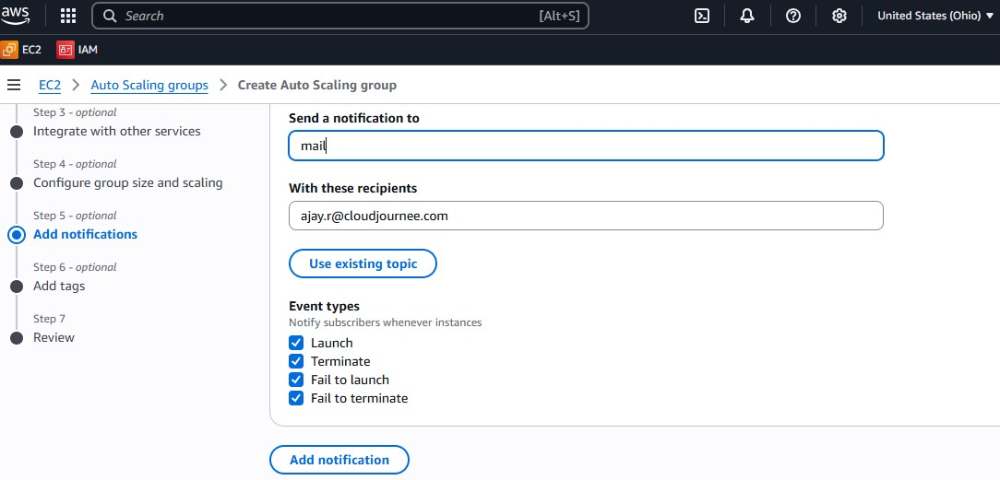 aws
Search [Alt+S] United States (Ohio)
EC2 IAM
EC2 Auto Scaling groups Create Auto Scaling group
Step 3 - optional
Integrate with other services
Step 4 - optional
Configure group size and scaling
Step 5 - optional
Add notifications
Step 6 - optional
Add tags
Step 7
Review
Send a notification to
mail
With these recipients
ajay.r@cloudjournee.com
Use existing topic
Event types
Notify subscribers whenever instances
Launch
Terminate
Fail to launch
Fail to terminate
Add notification